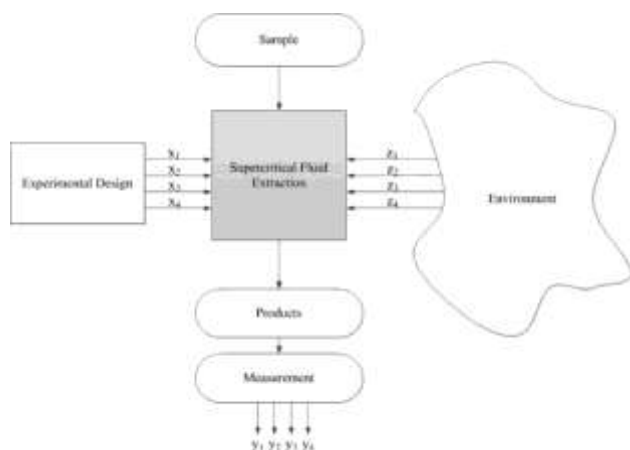 Sample
X1
X2
X3
X4
Experimental Design
Supercritical Fluid
Extraction
Z1
Z2
Z3
Z4
Environment
Products
Measurement
y1 y2 y3 y4